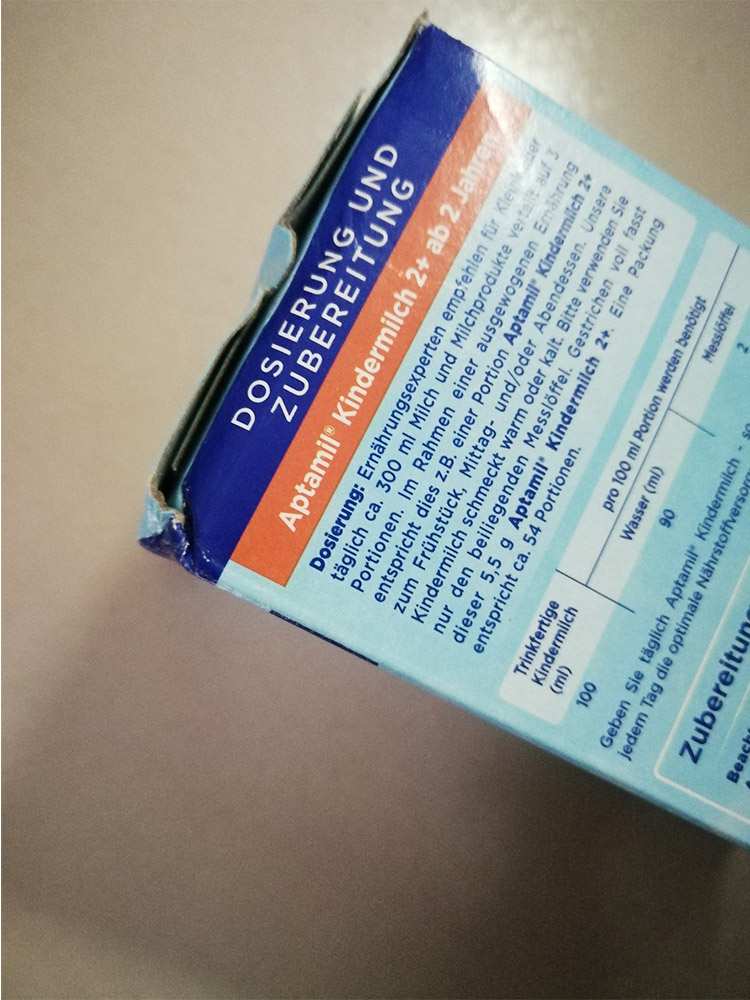 DOSIERUNG UND
ZUBEREITUNG
Aptamil® Kindermilch 2+ ab 2 Jahren
Dosierung: Ernährungsexperten empfehlen für
täglich ca. 300 ml Milch und Milchprodukte verteilt auf 3
Portionen. Im Rahmen einer ausgewogenen Ernährung
entspricht dies z.B. einer Portion Aptamil® Kindermilch 2+
zum Frühstück, Mittag- und/oder Abendessen. Unsere
Kindermilch schmeckt warm oder kalt. Bitte verwenden Sie
nur den beiliegenden Messlöffel. Gestrichen voll fasst
dieser 5,5 g Aptamil® Kindermilch 2+. Eine Packung
entspricht ca. 54 Portionen.
Trinkfertige
Kindermilch
(ml)
pro 100 ml Portion werden benötigt
Wasser (ml)
Messlöffel
100
90
2
Geben Sie täglich Aptamil® Kindermilch
jedem Tag die optimale
Zubereitun